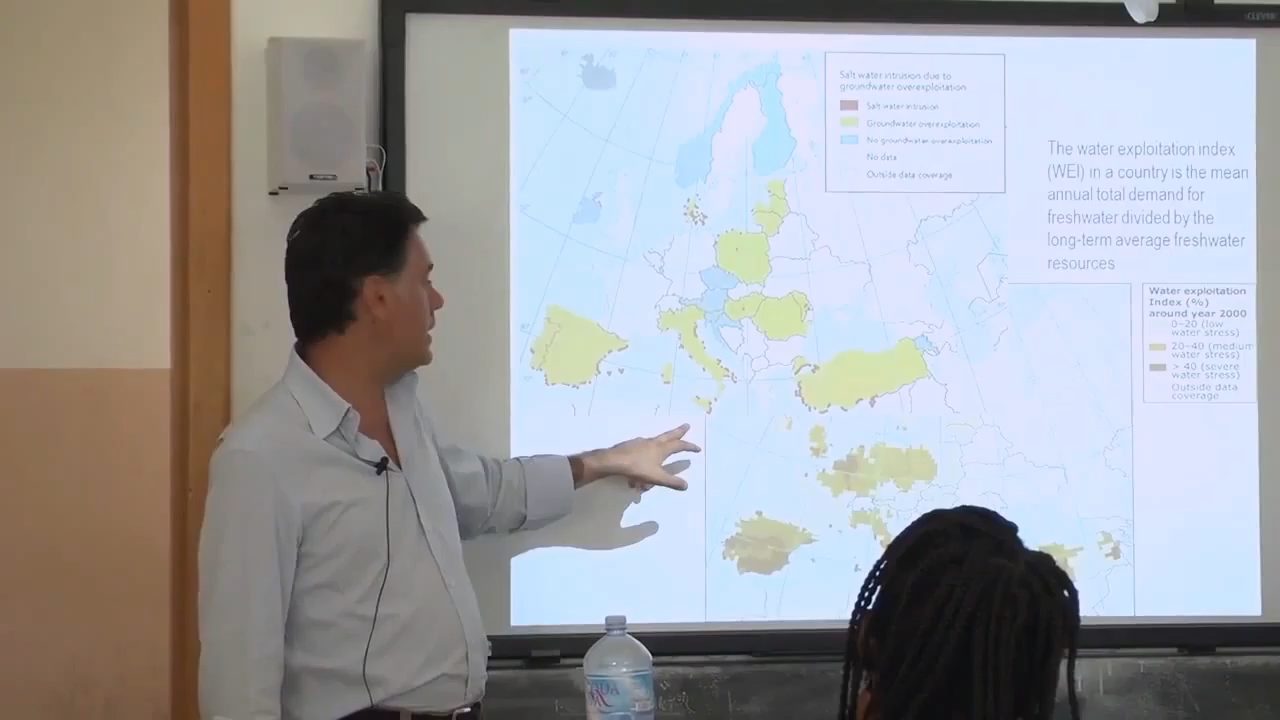 CLEVER
Salt water intrusion due to
groundwater overexploitation
Salt water intrusion
Groundwater overexploitation
No groundwater overexploitation
No data
Outside data coverage
The water exploitation index
(WEI) in a country is the mean
annual total demand for
freshwater divided by the
long-term average freshwater
resources
Water exploitation
Index (%)
around year 2000
0-20 (low
water stress)
20-40 (medium
water stress)
> 40 (severe
water stress)
Outside data
coverage